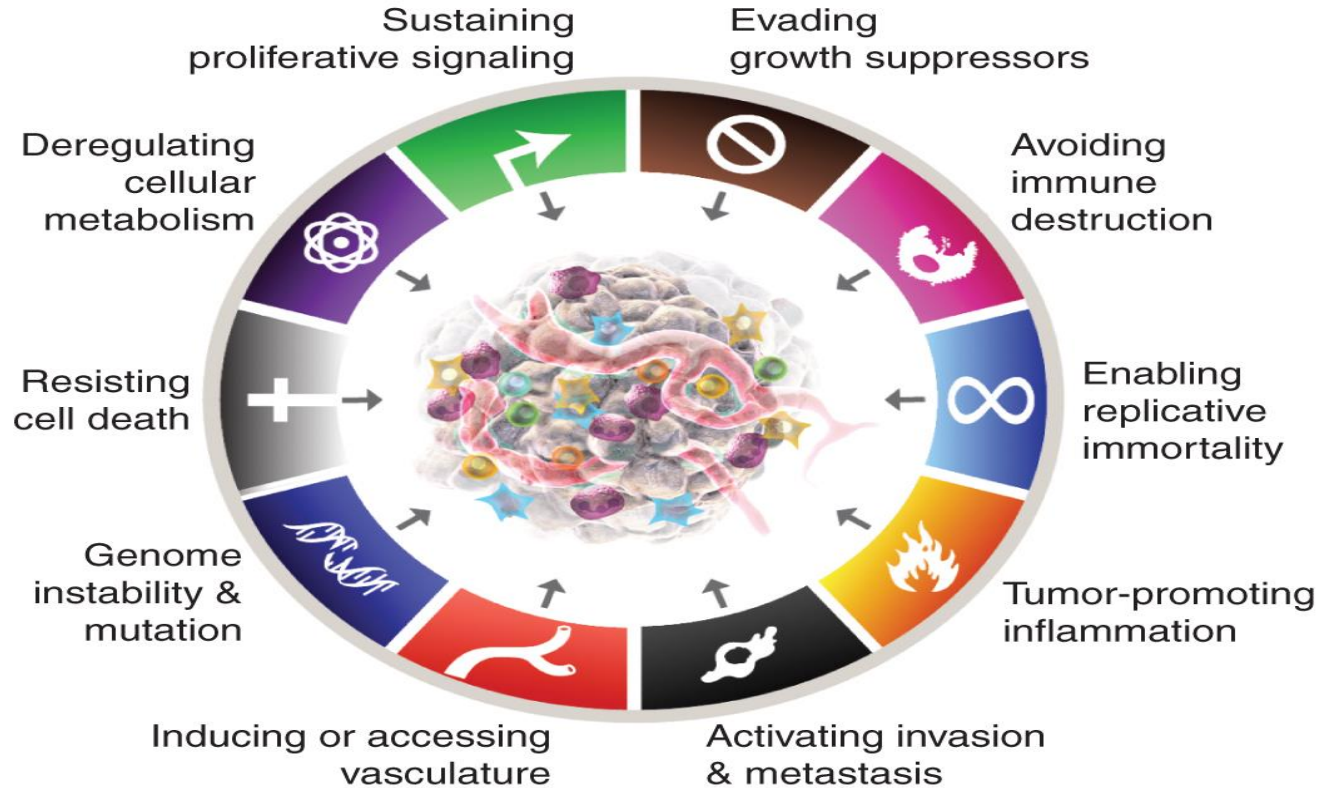 Sustaining
proliferative signaling
Evading
growth suppressors
Deregulating
cellular
metabolism
Avoiding
immune
destruction
Resisting
cell death
Enabling
replicative
immortality
Genome
instability &
mutation
Tumor-promoting
inflammation
Inducing or accessing
vasculature
Activating invasion
& metastasis